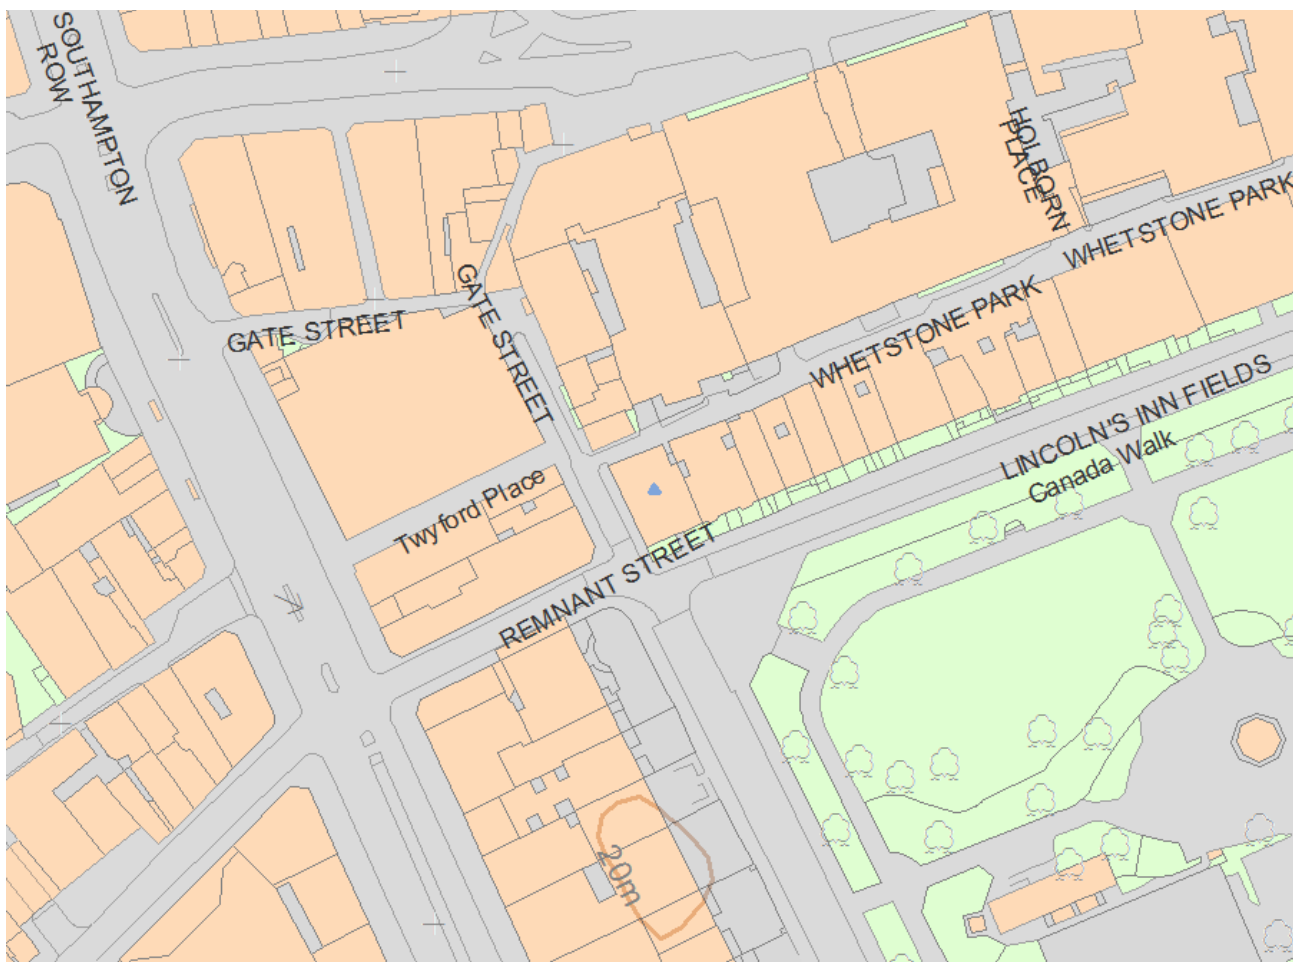 SOUTHAMPTON
ROW
HOLBORN
PLACE
WHETSTONE PARK
GATE STREET
GATE STREET
WHETSTONE PARK
LINCOLN'S INN FIELDS
Canada Walk
Twyford Place
REMNANT STREET
20m